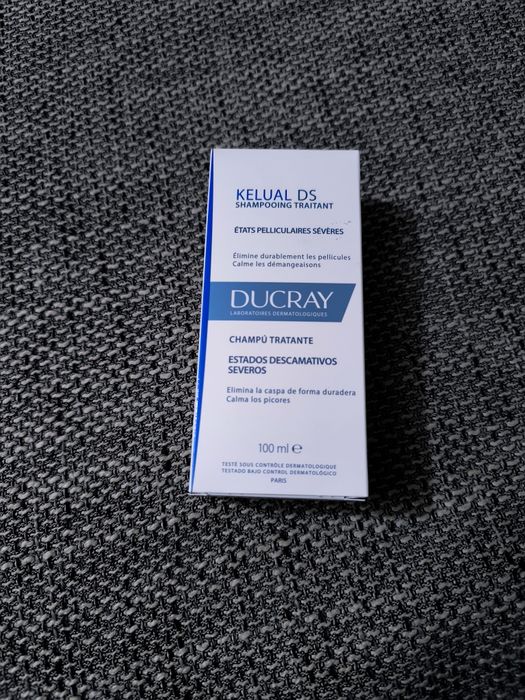 KELUAL DS
SHAMPOOING TRAITANT
ÉTATS PELLICULAIRES SÉVÈRES
Élimine durablement les pellicules
Calme les démangeaisons
DUCRAY
LABORATOIRES DERMATOLOGIQUES
CHAMPÚ TRATANTE
ESTADOS DESCAMATIVOS
SEVEROS
Elimina la caspa de forma duradera
Calma los picores
100 ml e
TESTÉ SOUS CONTRÔLE DERMATOLOGIQUE
TESTADO BAJO CONTROL DERMATOLÓGICO
PARIS